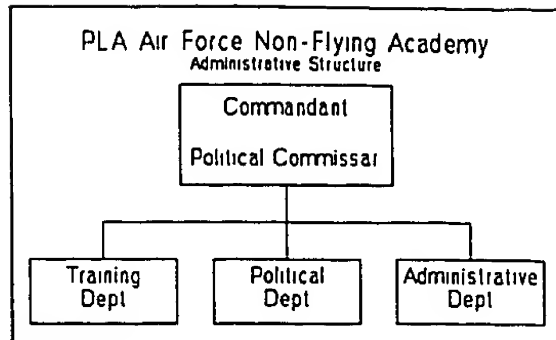 PLA Air Force Non-Flying Academy
Administrative Structure
Commandant
Political Commissar
Training
Dept
Political
Dept
Administrative
Dept